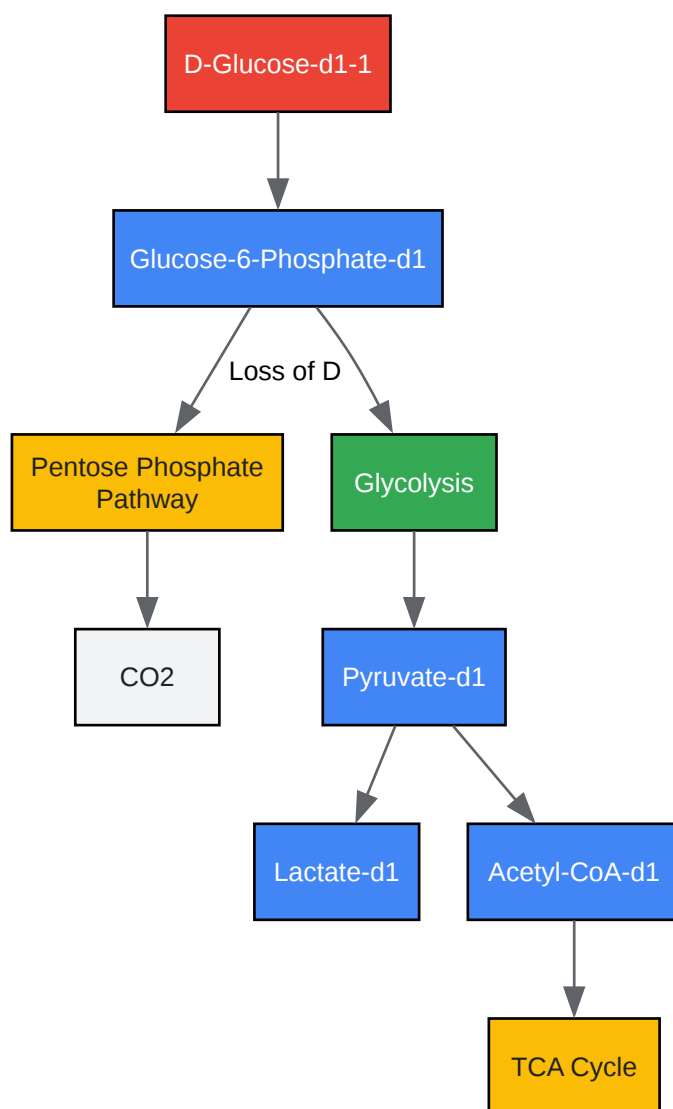 D-Glucose-d1-1
Glucose-6-Phosphate-d1
Loss of D
Pentose Phosphate
Pathway
Glycolysis
CO2
Pyruvate-d1
Lactate-d1
Acetyl-CoA-d1
TCA Cycle